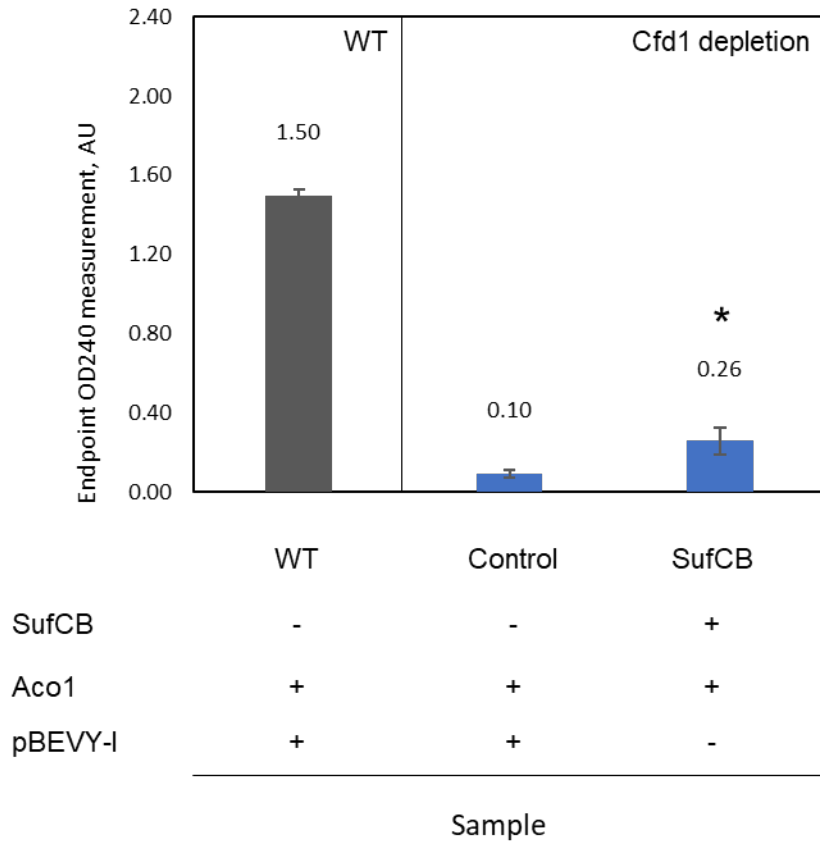 2.40
WT
Cfd1 depletion
2.00
1.50
1.60
1.20
*
0.80
0.26
0.10
0.40
0.00
Endpoint OD240 measurement, AU
WT Control SufCB
SufCB - - +
Aco1 + + +
pBEVY-l + + -
Sample